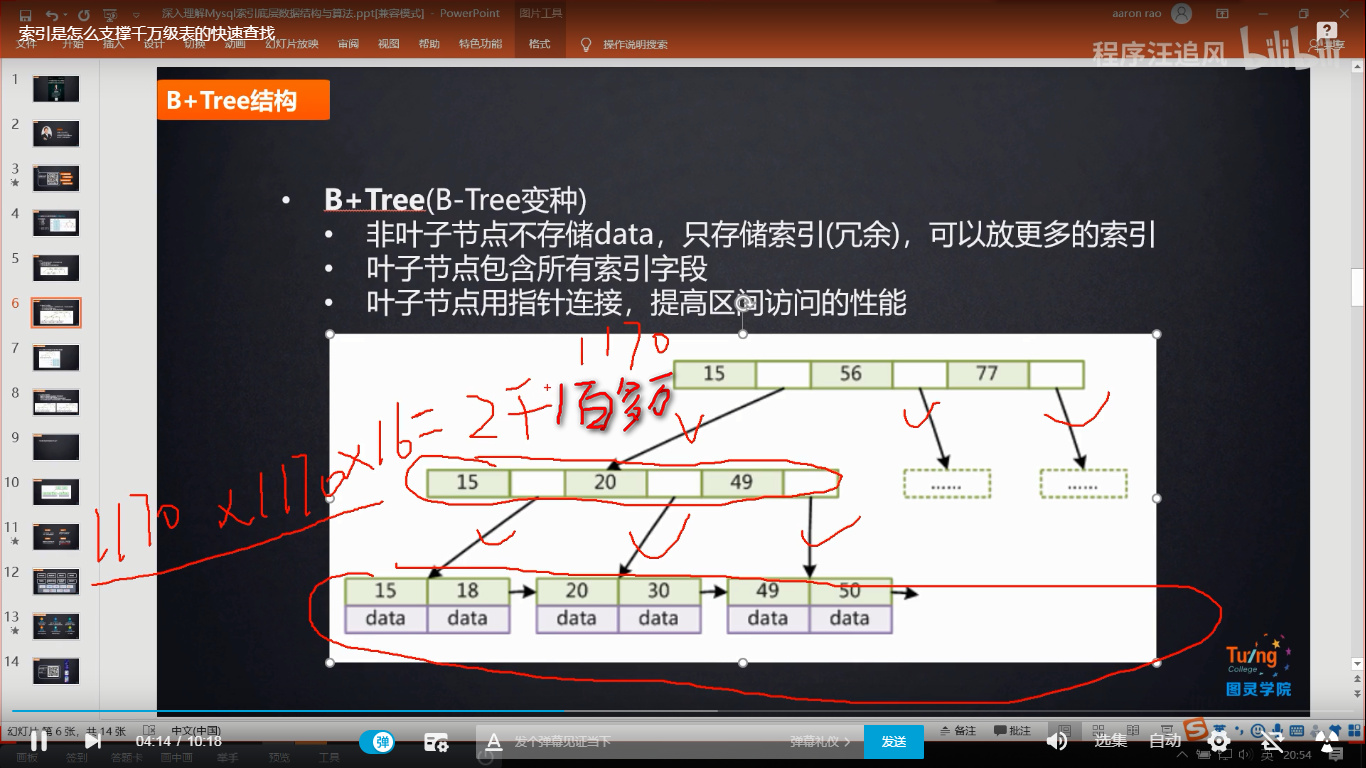 深入理解Mysql索引底层数据结构与算法.ppt[兼容模式] - PowerPoint
图片工具
aaron rao
索引是怎么支撑千万级表的快速查找
文件 开始 插入 设计 切换 动画 幻灯片放映 审阅 视图 帮助 特色功能 格式 操作说明搜索
程序汪追风 bilibili
B+Tree结构
B+Tree(B-Tree变种)
非叶子节点不存储data，只存储索引(冗余)，可以放更多的索引
叶子节点包含所有索引字段
叶子节点用指针连接，提高区间访问的性能
1170
15 56 77
1170 x1170x16=2千1百多万
15 20 49
...... ......
15 18 20 30 49 50
data data data data data data
Tuing
College
图灵学院
1
2
3
4
5
6
7
8
9
10
11
12
13
14
幻灯片 第 6 张，共 14 张 中文(中国)
备注 批注
04:14 / 10:18
弹
发个弹幕见证当下
弹幕礼仪
发送
选集
自动
英 20:54